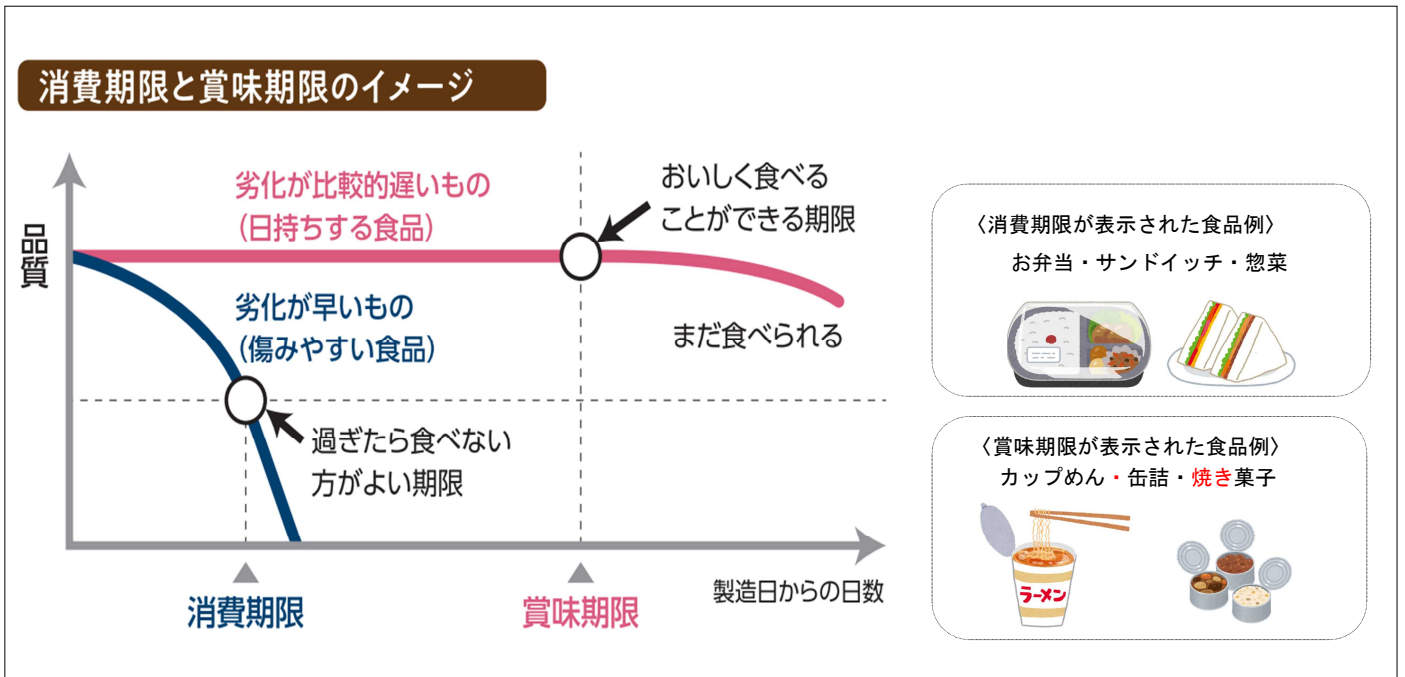 消費期限と賞味期限のイメージ
品質
劣化が比較的遅いもの
(日持ちする食品)
おいしく食べる
ことができる期限
劣化が早いもの
(傷みやすい食品)
まだ食べられる
過ぎたら食べない
方がよい期限
消費期限
賞味期限
製造日からの日数
〈消費期限が表示された食品例〉
お弁当・サンドイッチ・惣菜
〈賞味期限が表示された食品例〉
カップめん・缶詰・焼き菓子
ラーメン